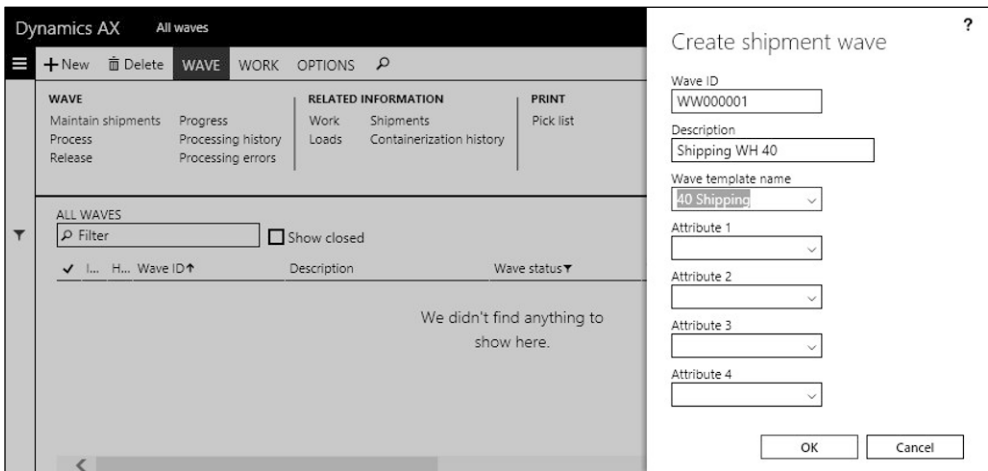 Dynamics AX All waves
New Delete WAVE WORK OPTIONS
WAVE RELATED INFORMATION PRINT
Maintain shipments Progress Work Shipments Pick list
Process Processing history Loads Containerization history
Release Processing errors
ALL WAVES
Filter Show closed
I... H... Wave ID Description Wave status
We didn't find anything to
show here.
?
Create shipment wave
Wave ID
WW000001
Description
Shipping WH 40
Wave template name
40 Shipping
Attribute 1
Attribute 2
Attribute 3
Attribute 4
OK Cancel